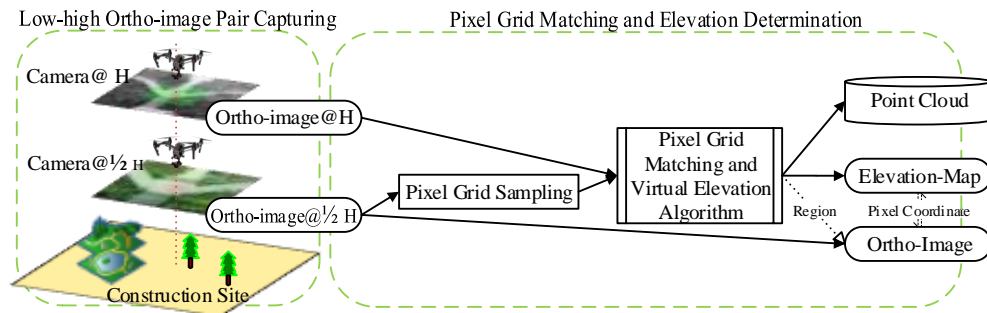 Low-high Ortho-image Pair Capturing
Pixel Grid Matching and Elevation Determination
Camera@ H
Ortho-image@H
Camera@½ H
Ortho-image@½ H
Construction Site
Pixel Grid Sampling
Pixel Grid
Matching and
Virtual Elevation
Algorithm
Point Cloud
Elevation-Map
Region
Pixel Coordinate
Ortho-Image